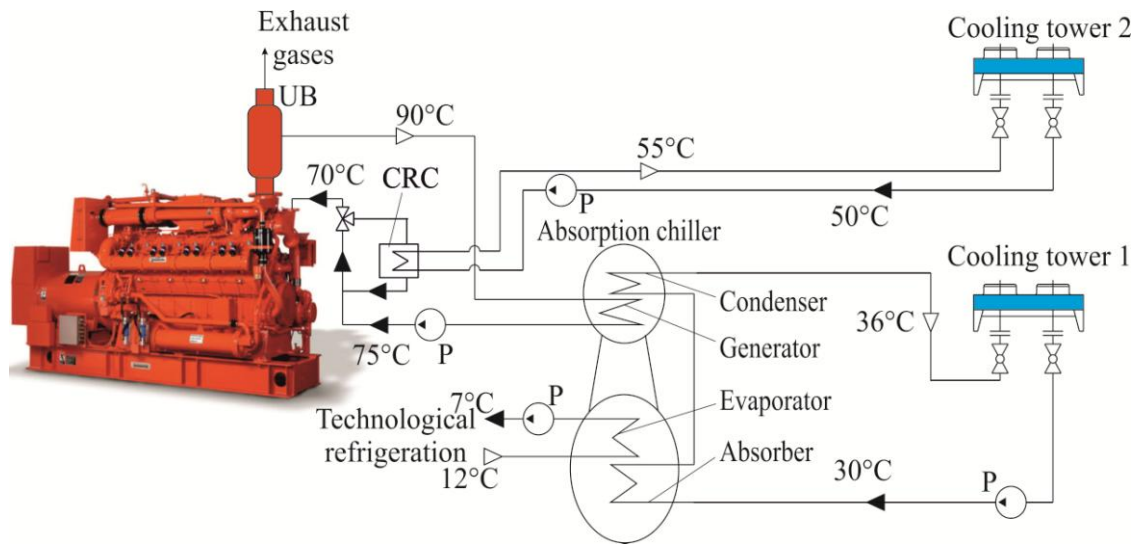 Exhaust
gases
UB
90°C
70°C
CRC
55°C
P
50°C
Cooling tower 2
Absorption chiller
Cooling tower 1
Condenser
36°C
Generator
75°C
P
7°C
P
Evaporator
Technological
refrigeration
12°C
Absorber
30°C
P